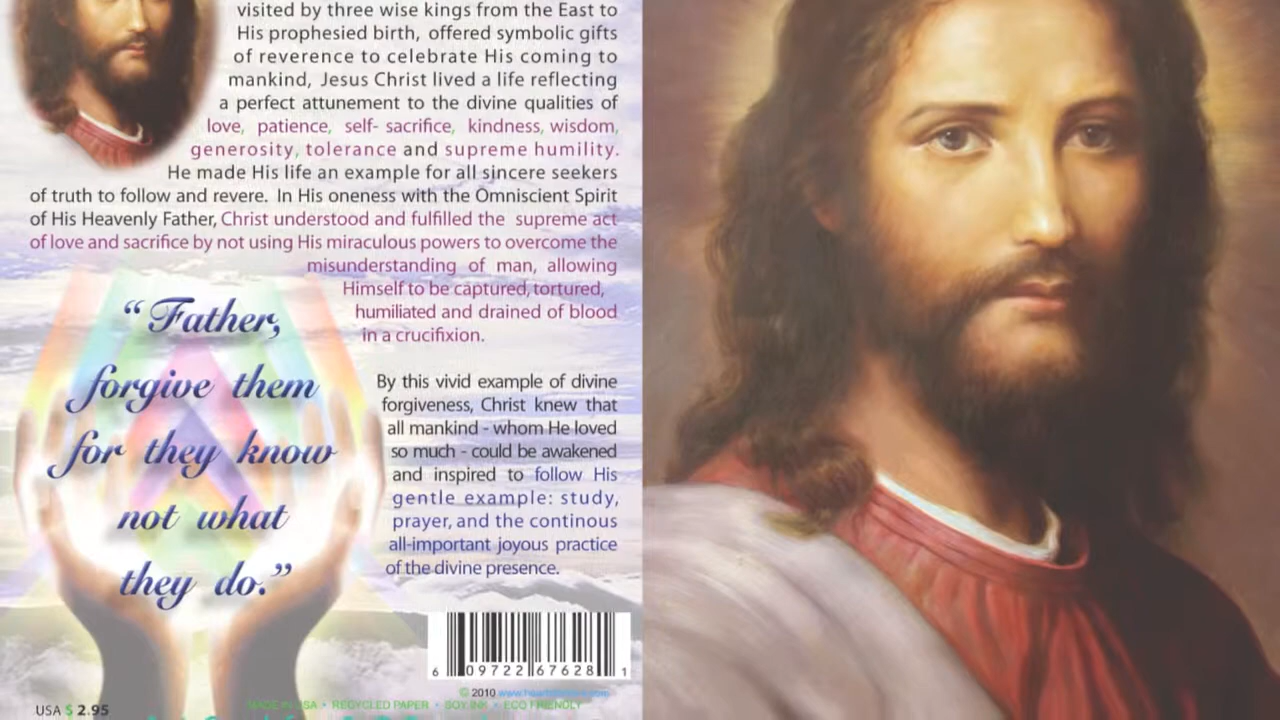 visited by three wise kings from the East to
His prophesied birth, offered symbolic gifts
of reverence to celebrate His coming to
mankind, Jesus Christ lived a life reflecting
a perfect attunement to the divine qualities of
love, patience, self- sacrifice, kindness, wisdom,
generosity, tolerance and supreme humility.
He made His life an example for all sincere seekers
of truth to follow and revere. In His oneness with the Omniscient Spirit
of His Heavenly Father, Christ understood and fulfilled the supreme act
of love and sacrifice by not using His miraculous powers to overcome the
misunderstanding of man, allowing
Himself to be captured, tortured,
humiliated and drained of blood
in a crucifixion.
“Father,
forgive them
for they know
not what
they do.”
By this vivid example of divine
forgiveness, Christ knew that
all mankind - whom He loved
so much - could be awakened
and inspired to follow His
gentle example: study,
prayer, and the continous
all-important joyous practice
of the divine presence.
6 09722 67628 1
© 2010
MADE IN USA • RECYCLED PAPER • SOY INK • ECO FRIENDLY
USA $ 2.95